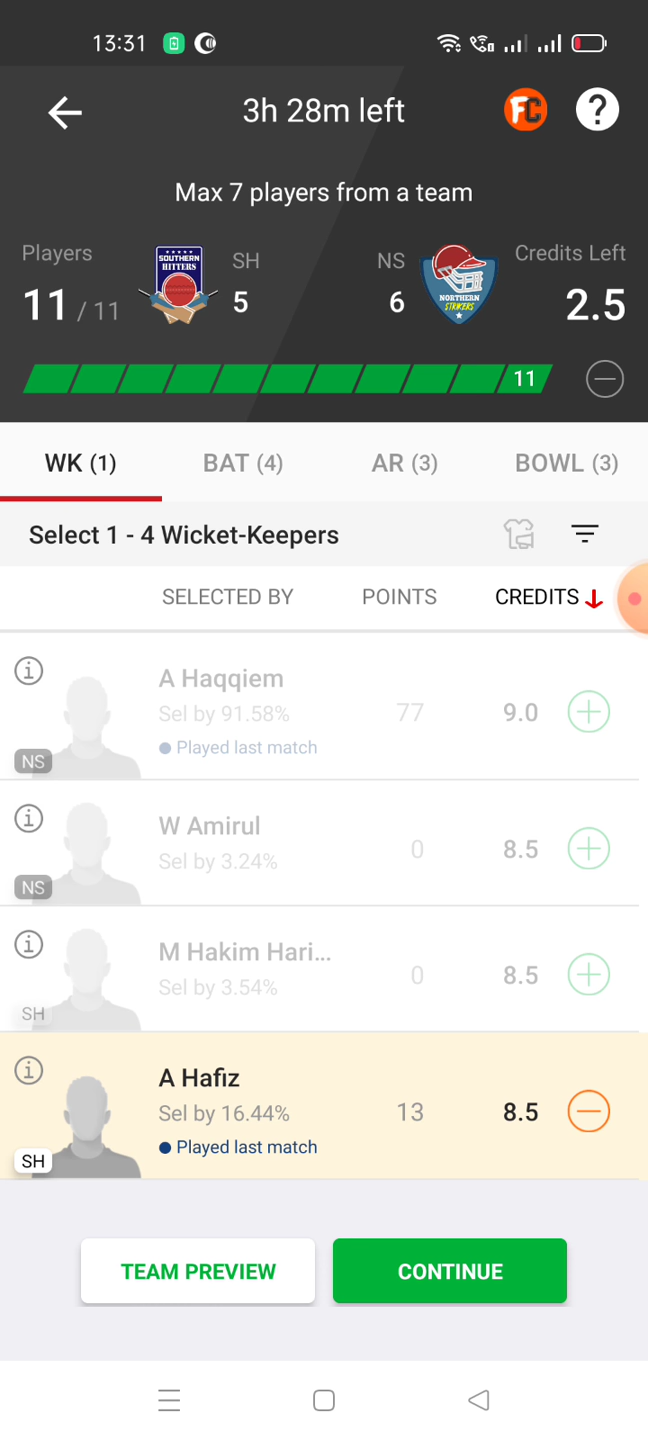 13:31
3h 28m left
FC
?
Max 7 players from a team
Players
11 / 11
SOUTHERN
HITTERS
SH
5
NS
6
NORTHERN
STRIKERS
Credits Left
2.5
11
WK (1)
BAT (4)
AR (3)
BOWL (3)
Select 1 - 4 Wicket-Keepers
SELECTED BY
POINTS
CREDITS
A Haqqiem
Sel by 91.58%
77
9.0
Played last match
NS
W Amirul
Sel by 3.24%
0
8.5
NS
M Hakim Hari...
Sel by 3.54%
0
8.5
SH
A Hafiz
Sel by 16.44%
13
8.5
Played last match
SH
TEAM PREVIEW
CONTINUE